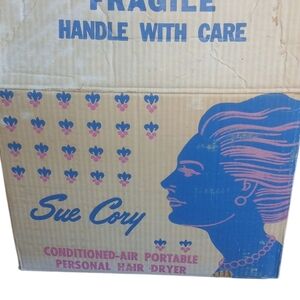 FRAGILE
HANDLE WITH CARE
Sue Cory
CONDITIONED-AIR PORTABLE
PERSONAL HAIR DRYER